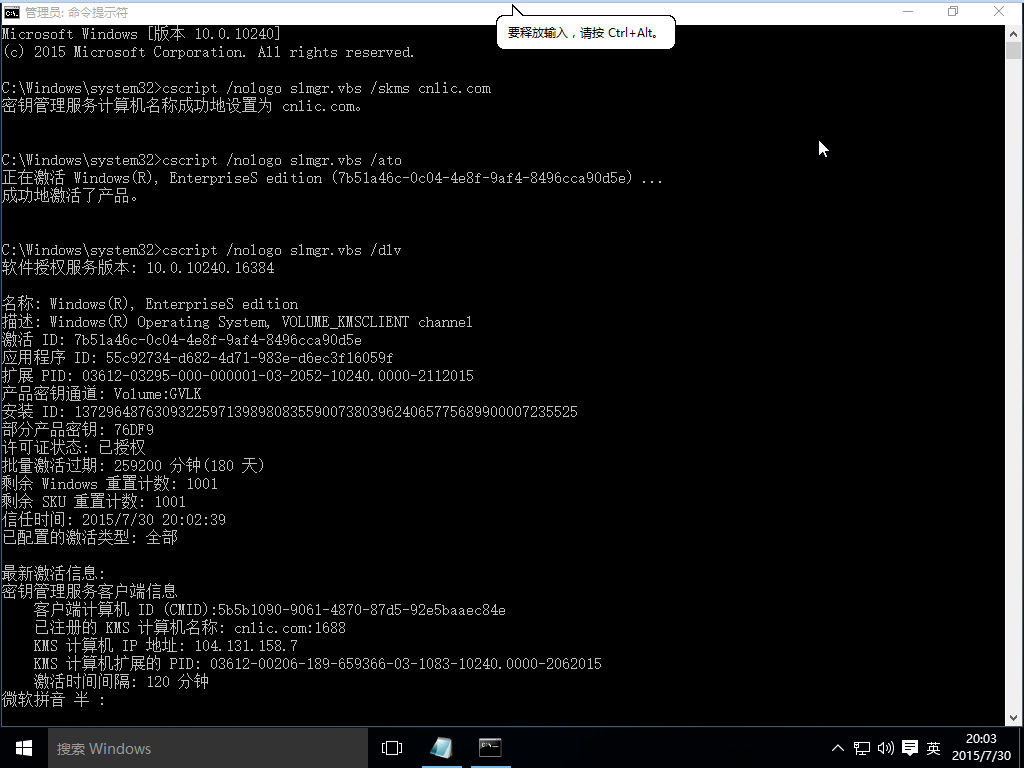 管理员: 命令提示符
要释放输入，请按 Ctrl+Alt。
Microsoft Windows [版本 10.0.10240]
(c) 2015 Microsoft Corporation. All rights reserved.
C:\Windows\system32>cscript /nologo slmgr.vbs /skms cnlic.com
密钥管理服务计算机名称成功地设置为 cnlic.com。
C:\Windows\system32>cscript /nologo slmgr.vbs /ato
正在激活 Windows(R), EnterpriseS edition (7b51a46c-0c04-4e8f-9af4-8496cca90d5e) ...
成功地激活了产品。
C:\Windows\system32>cscript /nologo slmgr.vbs /dlv
软件授权服务版本: 10.0.10240.16384
名称: Windows(R), EnterpriseS edition
描述: Windows(R) Operating System, VOLUME_KMSCLIENT channel
激活 ID: 7b51a46c-0c04-4e8f-9af4-8496cca90d5e
应用程序 ID: 55c92734-d682-4d71-983e-d6ec3f16059f
扩展 PID: 03612-03295-000-000001-03-2052-10240.0000-2112015
产品密钥通道: Volume:GVLK
安装 ID: 137296487630932259713989808355900738039624065775689900007235525
部分产品密钥: 76DF9
许可证状态: 已授权
批量激活过期: 259200 分钟(180 天)
剩余 Windows 重置计数: 1001
剩余 SKU 重置计数: 1001
信任时间: 2015/7/30 20:02:39
已配置的激活类型: 全部
最新激活信息:
密钥管理服务客户端信息
客户端计算机 ID (CMID):5b5b1090-9061-4870-87d5-92e5baaec84e
已注册的 KMS 计算机名称: cnlic.com:1688
KMS 计算机 IP 地址: 104.131.158.7
KMS 计算机扩展的 PID: 03612-00206-189-659366-03-1083-10240.0000-2062015
激活时间间隔: 120 分钟
微软拼音 半 :
搜索 Windows
英
20:03
2015/7/30